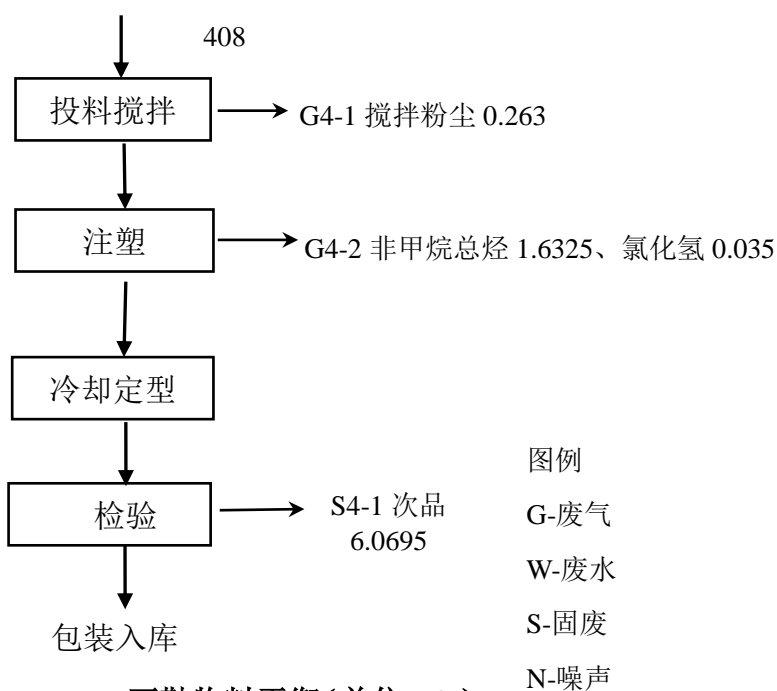 408
投料搅拌
G4-1 搅拌粉尘 0.263
注塑
G4-2 非甲烷总烃 1.6325、氯化氢 0.035
冷却定型
检验
S4-1 次品
6.0695
包装入库
图例
G-废气
W-废水
S-固废
N-噪声